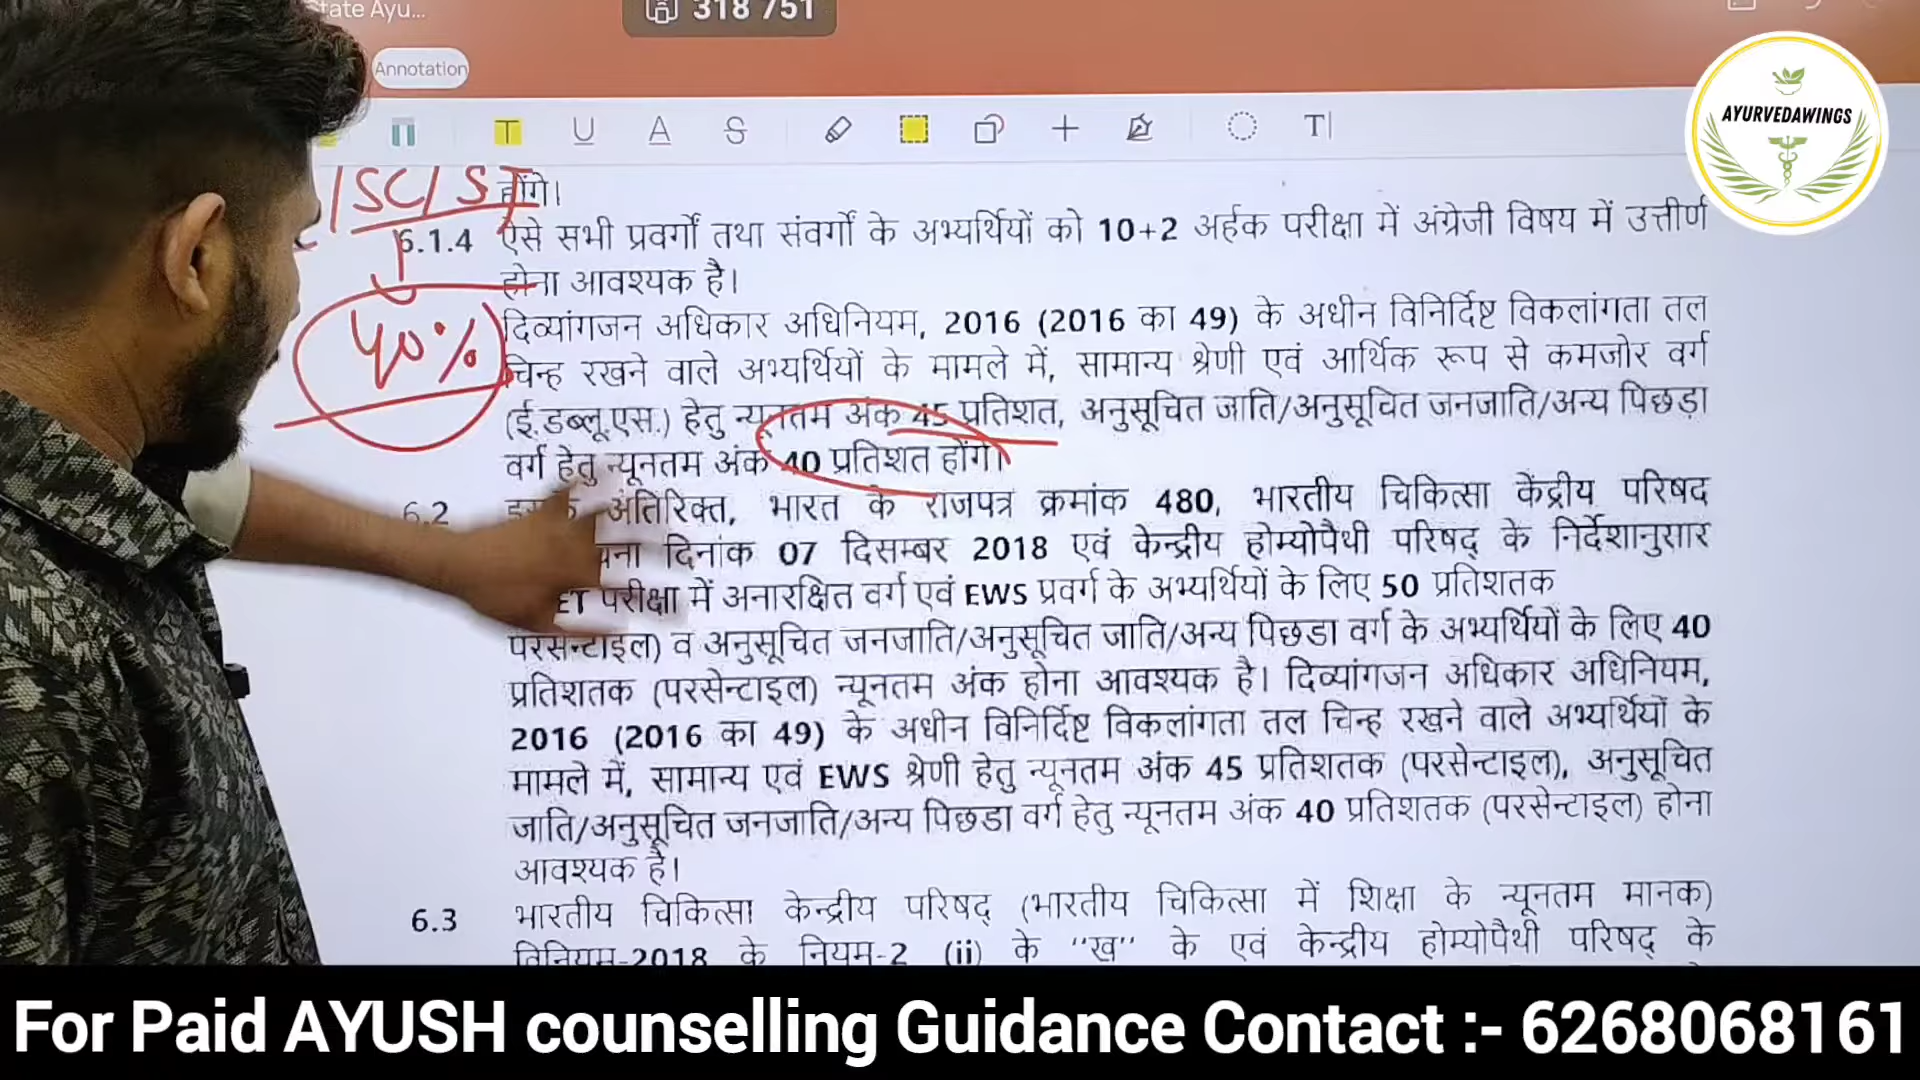 tate Ayu...
318 751
Annotation
AYURVEDAWINGS
T U A S T|
/SC/ST होंगे।
6.1.4 ऐसे सभी प्रवर्गों तथा संवर्गों के अभ्यर्थियों को 10+2 अर्हक परीक्षा में अंग्रेजी विषय में उत्तीर्ण
होना आवश्यक है।
दिव्यांगजन अधिकार अधिनियम, 2016 (2016 का 49) के अधीन विनिर्दिष्ट विकलांगता तल
40% चिन्ह रखने वाले अभ्यर्थियों के मामले में, सामान्य श्रेणी एवं आर्थिक रूप से कमजोर वर्ग
(ई.डब्लू.एस.) हेतु न्यूनतम अंक 45 प्रतिशत, अनुसूचित जाति/अनुसूचित जनजाति/अन्य पिछड़ा
वर्ग हेतु न्यूनतम अंक 40 प्रतिशत होंगे।
6.2 अतिरिक्त, भारत के राजपत्र क्रमांक 480, भारतीय चिकित्सा केंद्रीय परिषद
दिनांक 07 दिसम्बर 2018 एवं केन्द्रीय होम्योपैथी परिषद् के निर्देशानुसार
ET परीक्षा में अनारक्षित वर्ग एवं EWS प्रवर्ग के अभ्यर्थियों के लिए 50 प्रतिशतक
परसेन्टाइल) व अनुसूचित जनजाति/अनुसूचित जाति/अन्य पिछडा वर्ग के अभ्यर्थियों के लिए 40
प्रतिशतक (परसेन्टाइल) न्यूनतम अंक होना आवश्यक है। दिव्यांगजन अधिकार अधिनियम,
2016 (2016 का 49) के अधीन विनिर्दिष्ट विकलांगता तल चिन्ह रखने वाले अभ्यर्थियों के
मामले में, सामान्य एवं EWS श्रेणी हेतु न्यूनतम अंक 45 प्रतिशतक (परसेन्टाइल), अनुसूचित
जाति/अनुसूचित जनजाति/अन्य पिछडा वर्ग हेतु न्यूनतम अंक 40 प्रतिशतक (परसेन्टाइल) होना
आवश्यक है।
6.3 भारतीय चिकित्सा केन्द्रीय परिषद् (भारतीय चिकित्सा में शिक्षा के न्यूनतम मानक)
विनियम-2018 के नियम-2 (ii) के ''ख'' के एवं केन्द्रीय होम्योपैथी परिषद् के
For Paid AYUSH counselling Guidance Contact :- 6268068161